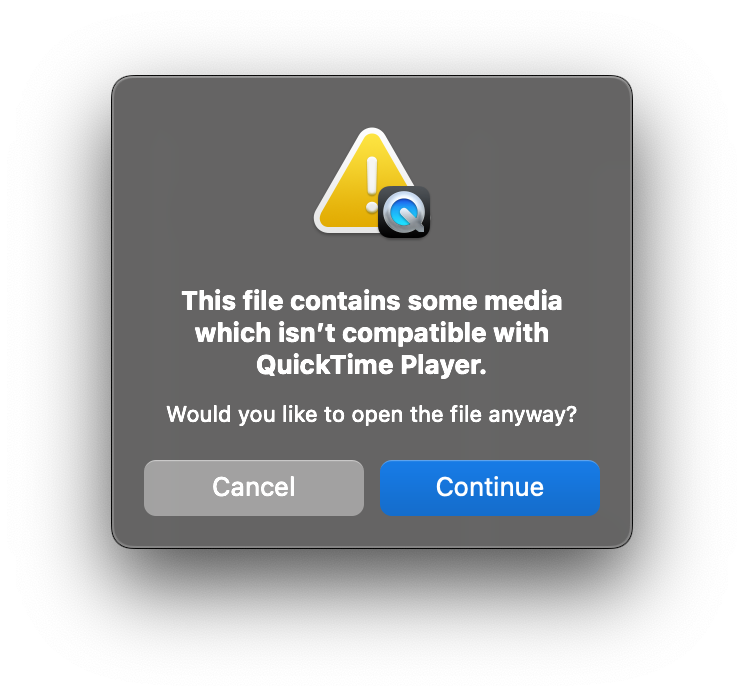 This file contains some media
which isn’t compatible with
QuickTime Player.
Would you like to open the file anyway?
Cancel
Continue